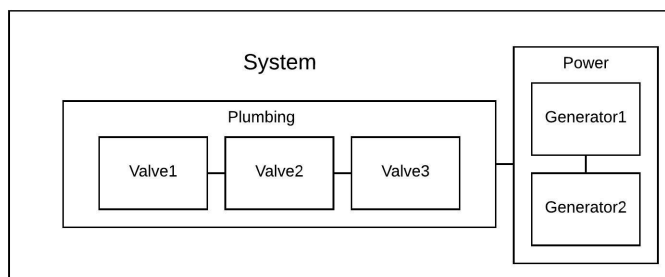 System
Plumbing
Valve1
Valve2
Valve3
Power
Generator1
Generator2